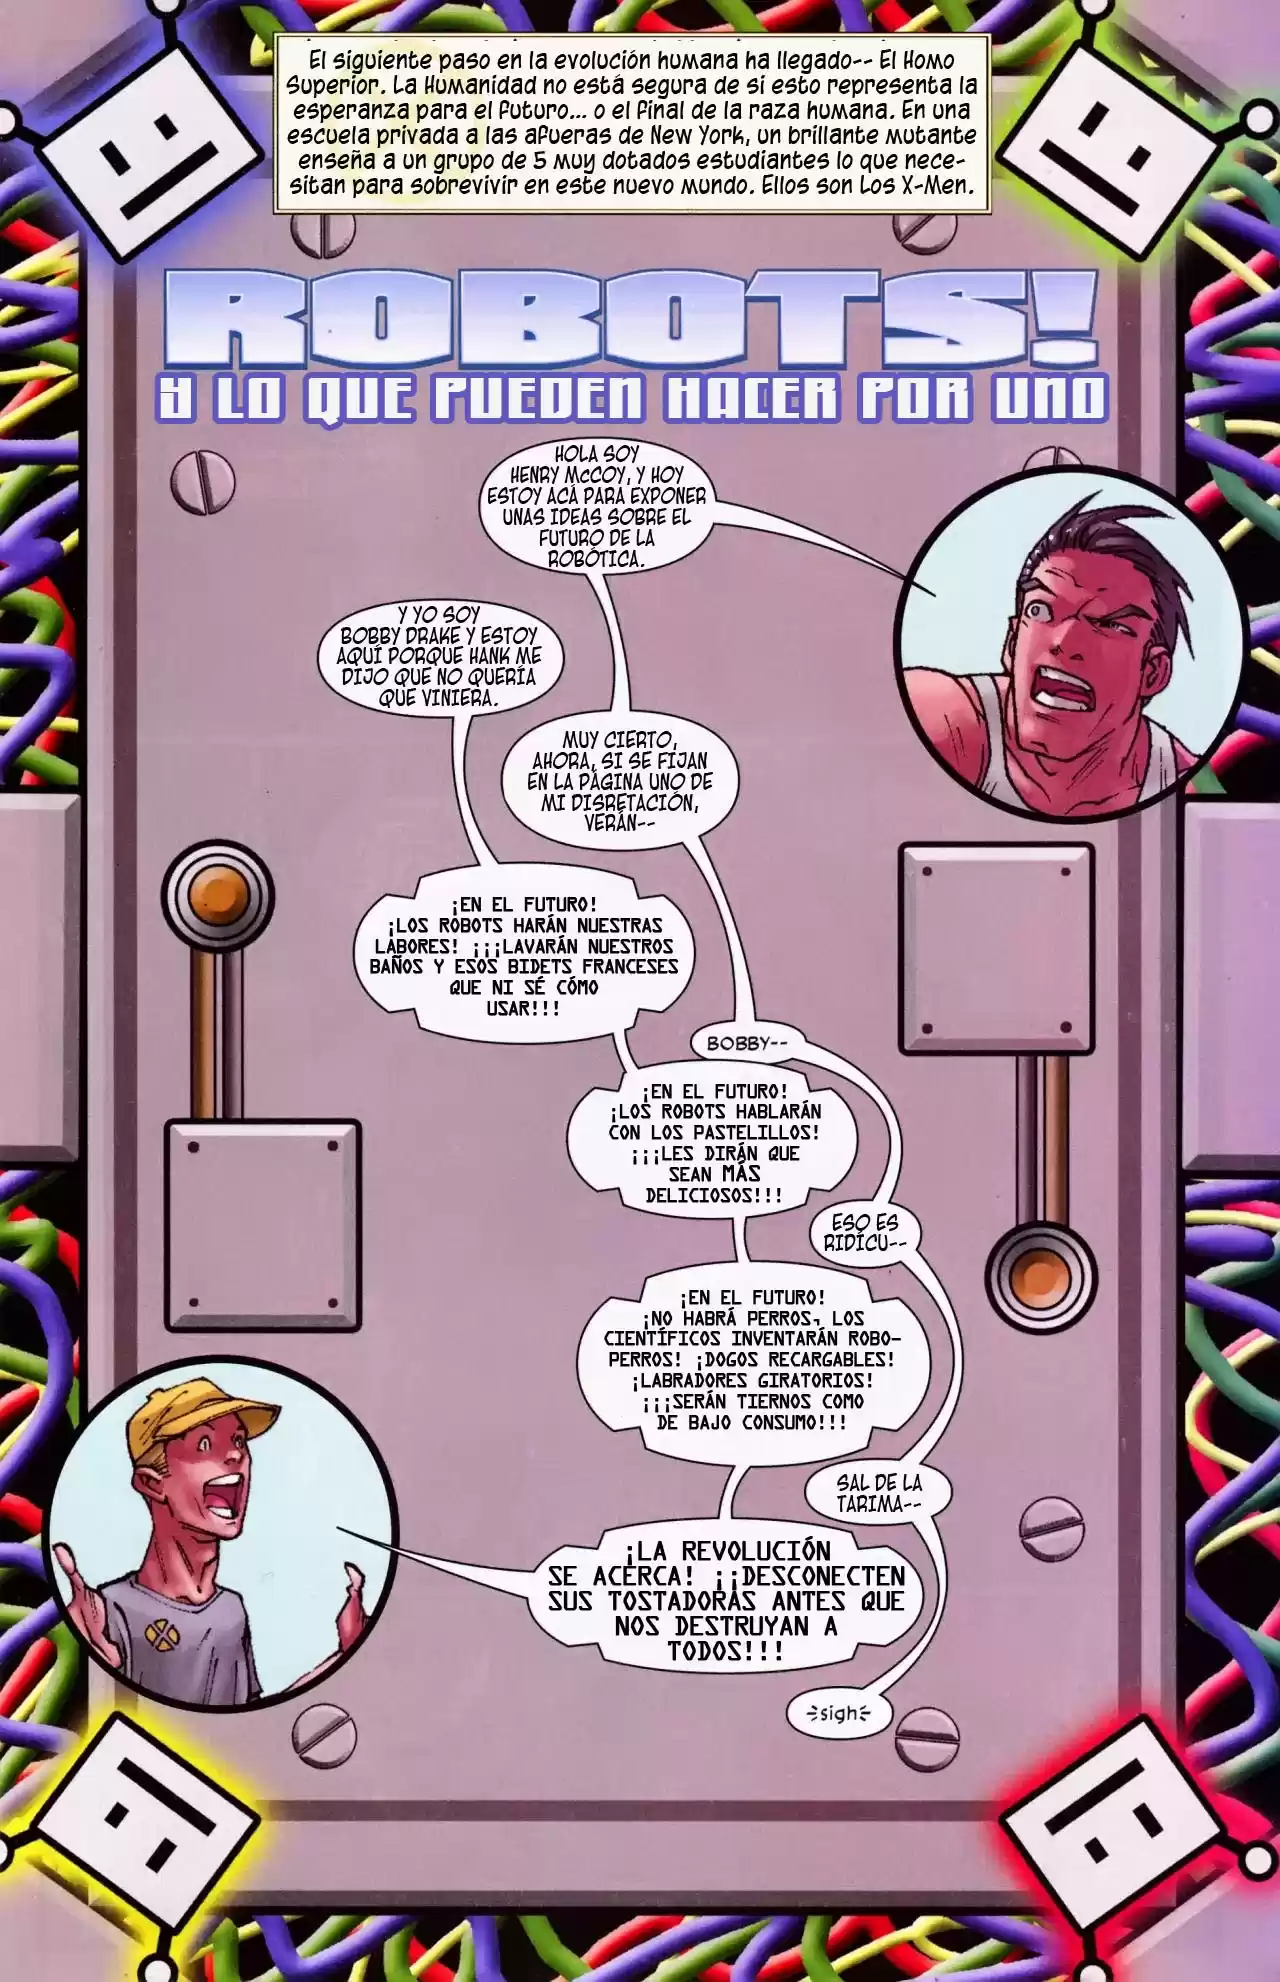 El siguiente paso en la evolución humana ha llegado-- El Homo
Superior. La Humanidad no está segura de si esto representa la
esperanza para el futuro... o el final de la raza humana. En una
escuela privada a las afueras de New York, un brillante mutante
enseña a un grupo de 5 muy dotados estudiantes lo que nece-
sitan para sobrevivir en este nuevo mundo. Ellos son Los X-Men.
ROBOTS!
Y LO QUE PUEDEN HACER POR UNO
HOLA SOY
HENRY McCOY, Y HOY
ESTOY ACÁ PARA EXPONER
UNAS IDEAS SOBRE EL
FUTURO DE LA
ROBÓTICA.
Y YO SOY
BOBBY DRAKE Y ESTOY
AQUÍ PORQUE HANK ME
DIJO QUE NO QUERÍA
QUE VINIERA.
MUY CIERTO,
AHORA, SI SE FIJAN
EN LA PÁGINA UNO DE
MI DISRETACIÓN,
VERÁN--
¡EN EL FUTURO!
¡LOS ROBOTS HARÁN NUESTRAS
LABORES! ¡¡¡LAVARÁN NUESTROS
BAÑOS Y ESOS BIDETS FRANCESES
QUE NI SÉ CÓMO
USAR!!!
BOBBY--
¡EN EL FUTURO!
¡LOS ROBOTS HABLARÁN
CON LOS PASTELILLOS!
¡¡¡LES DIRÁN QUE
SEAN MÁS
DELICIOSOS!!!
ESO ES
RIDÍCU--
¡EN EL FUTURO!
¡NO HABRÁ PERROS, LOS
CIENTÍFICOS INVENTARÁN ROBO-
PERROS! ¡DOGOS RECARGABLES!
¡LABRADORES GIRATORIOS!
¡¡¡SERÁN TIERNOS COMO
DE BAJO CONSUMO!!!
SAL DE LA
TARIMA--
¡LA REVOLUCIÓN
SE ACERCA! ¡¡DESCONECTEN
SUS TOSTADORAS ANTES QUE
NOS DESTRUYAN A
TODOS!!!
sigh